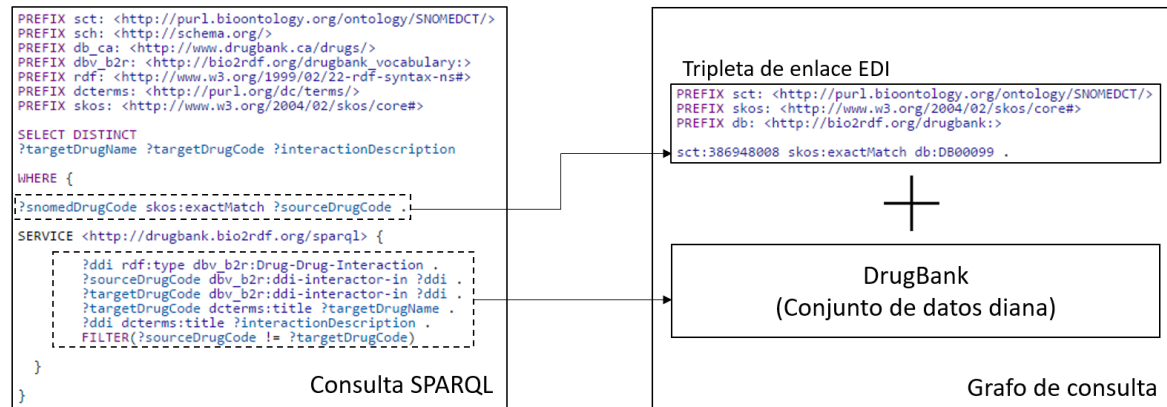 PREFIX sct: <http://purl.bioontology.org/ontology/SNOMEDCT/>
PREFIX sch: <http://schema.org/>
PREFIX db_ca: <http://www.drugbank.ca/drugs/>
PREFIX dbv_b2r: <http://bio2rdf.org/drugbank_vocabulary:>
PREFIX rdf: <http://www.w3.org/1999/02/22-rdf-syntax-ns#>
PREFIX dcterms: <http://purl.org/dc/terms/>
PREFIX skos: <http://www.w3.org/2004/02/skos/core#>
SELECT DISTINCT
?targetDrugName ?targetDrugCode ?interactionDescription
WHERE {
?snomedDrugCode skos:exactMatch ?sourceDrugCode .
SERVICE <http://drugbank.bio2rdf.org/sparql> {
?ddi rdf:type dbv_b2r:Drug-Drug-Interaction .
?sourceDrugCode dbv_b2r:ddi-interactor-in ?ddi .
?targetDrugCode dbv_b2r:ddi-interactor-in ?ddi .
?targetDrugCode dcterms:title ?targetDrugName .
?ddi dcterms:title ?interactionDescription .
FILTER(?sourceDrugCode != ?targetDrugCode)
}
}
Consulta SPARQL
Tripleta de enlace EDI
PREFIX sct: <http://purl.bioontology.org/ontology/SNOMEDCT/>
PREFIX skos: <http://www.w3.org/2004/02/skos/core#>
PREFIX db: <http://bio2rdf.org/drugbank:>
sct:386948008 skos:exactMatch db:DB00099 .
+
DrugBank
(Conjunto de datos diana)
Grafo de consulta